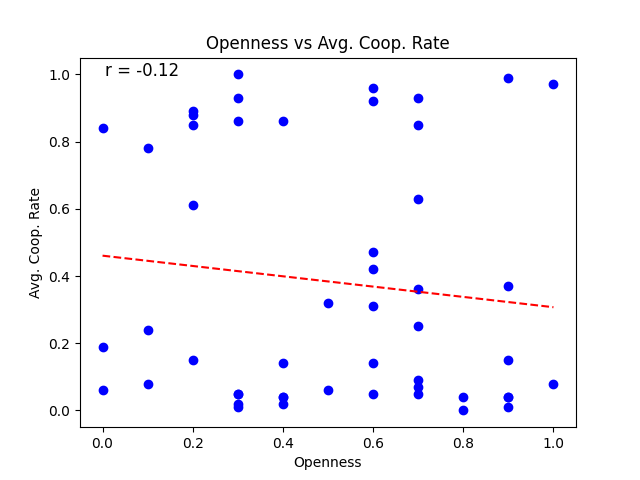 Openness vs Avg. Coop. Rate
r = -0.12
1.0
0.8
0.6
0.4
0.2
0.0
Avg. Coop. Rate
0.0 0.2 0.4 0.6 0.8 1.0
Openness